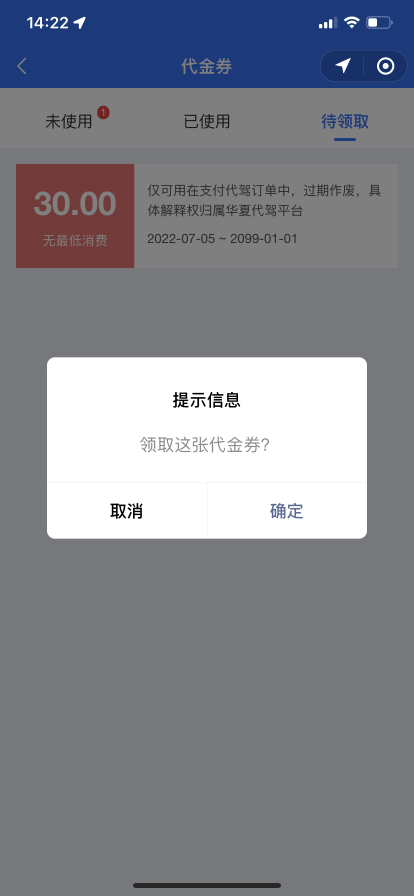 14:22
代金券
未使用
1
已使用
待领取
30.00
无最低消费
仅可用在支付代驾订单中，过期作废，具
体解释权归属华夏代驾平台
2022-07-05 ~ 2099-01-01
提示信息
领取这张代金券？
取消
确定